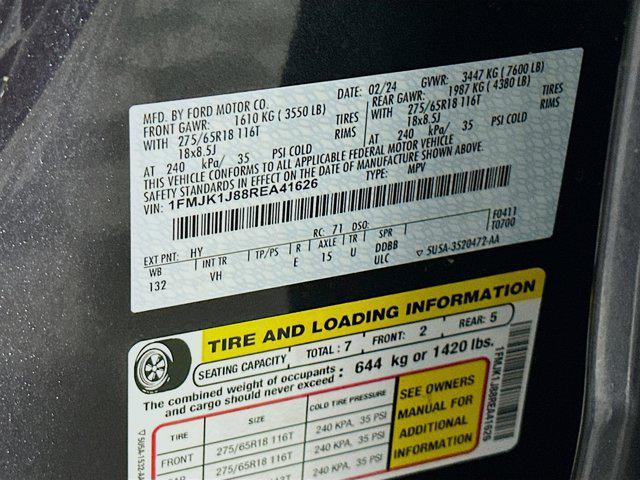 MFD. BY FORD MOTOR CO.
DATE: 02/24 GVWR: 3447 KG (7600 LB)
FRONT GAWR: 1610 KG (3550 LB)
REAR GAWR: 1987 KG (4380 LB)
WITH 275/65R18 116T TIRES
275/65R18 116T TIRES
18x8.5J RIMS
18x8.5J RIMS
AT 240 kPa/ 35 PSI COLD
AT 240 kPa/ 35 PSI COLD
THIS VEHICLE CONFORMS TO ALL APPLICABLE FEDERAL MOTOR VEHICLE
SAFETY STANDARDS IN EFFECT ON THE DATE OF MANUFACTURE SHOWN ABOVE.
VIN: 1FMJK1J88REA41626
TYPE: MPV
EXT PNT: HY RC: 71 DSO:
F0411
T0700
WB INT TR TP/PS R AXLE TR SPR
132 VH E 15 U DDBB
ULC
5U5A-3520472-AA
TIRE AND LOADING INFORMATION
SEATING CAPACITY TOTAL: 7 FRONT: 2 REAR: 5
The combined weight of occupants
and cargo should never exceed : 644 kg or 1420 lbs.
TIRE SIZE COLD TIRE PRESSURE
FRONT 275/65R18 116T 240 KPA, 35 PSI
275/65R18 116T 240 KPA, 35 PSI
240 KPA, 35 PSI
SEE OWNERS
MANUAL FOR
ADDITIONAL
INFORMATION
1FMJK1J88REA41626